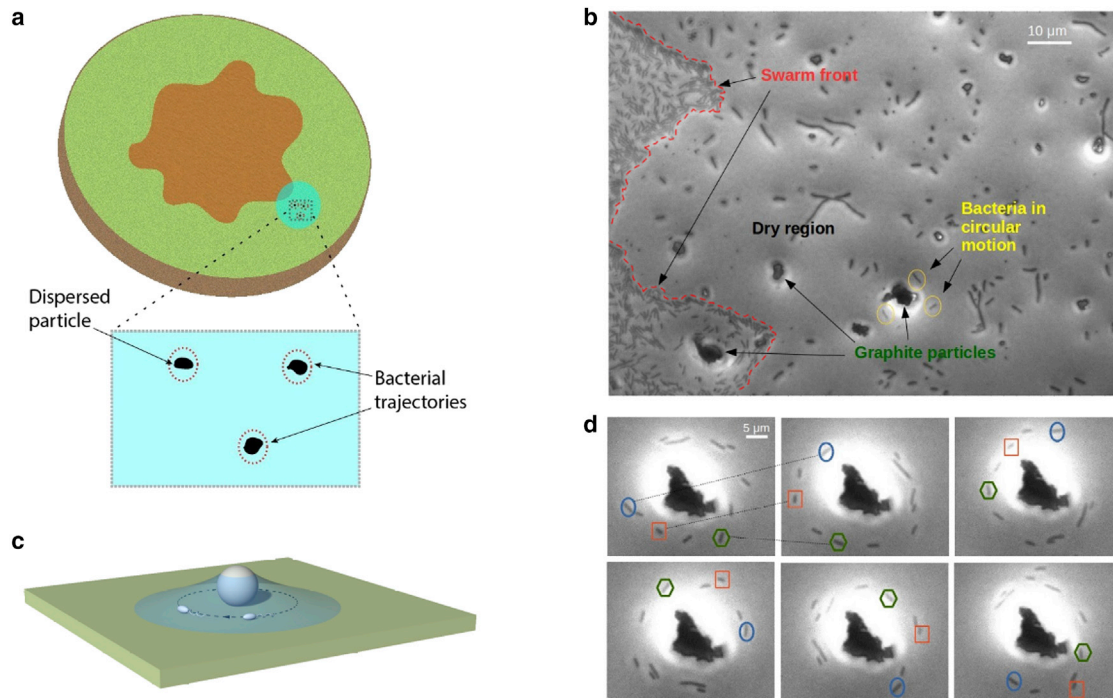 a
Dispersed
particle
Bacterial
trajectories
b
10 µm
Swarm front
Dry region
Bacteria in
circular
motion
Graphite particles
c
d
5 µm